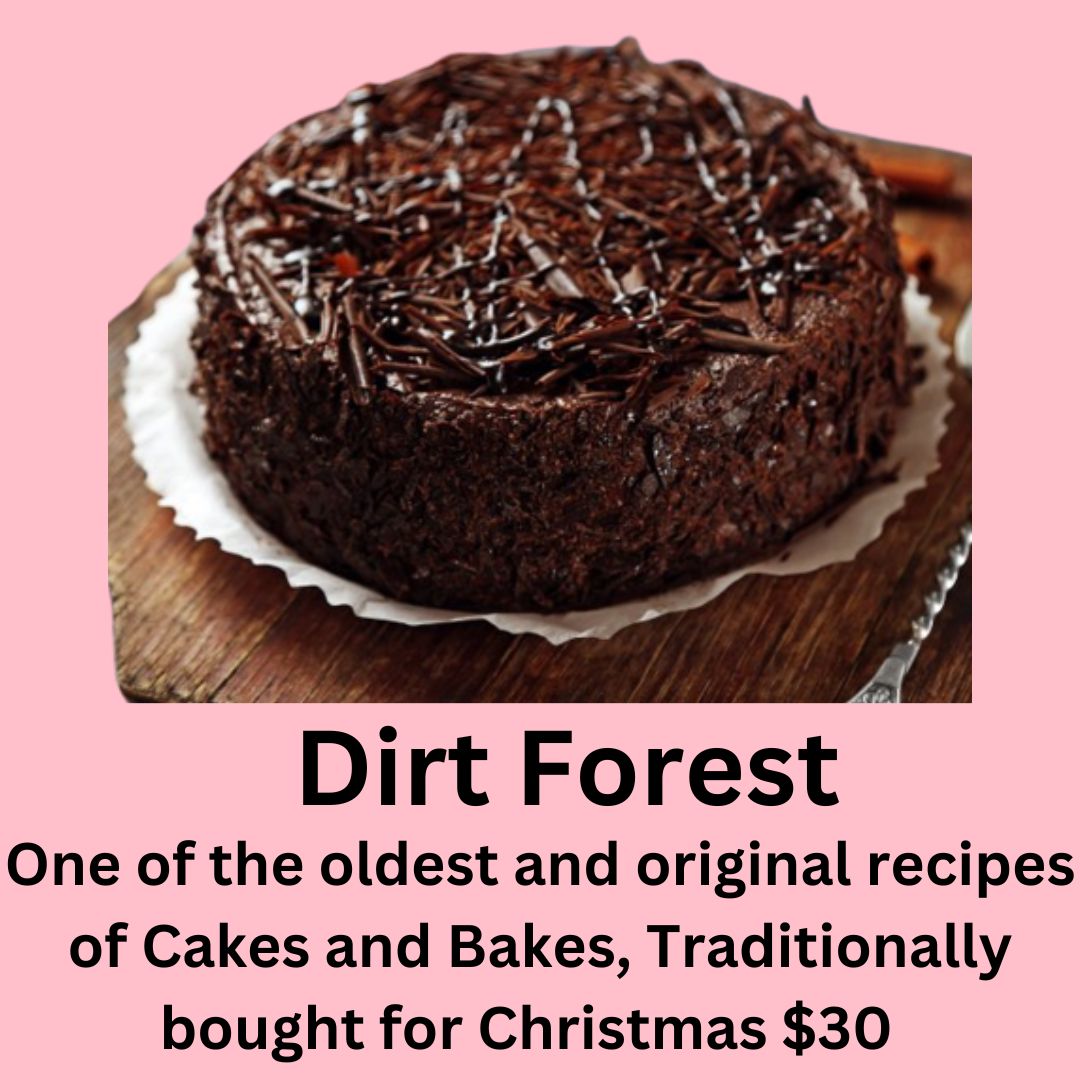 Dirt Forest
One of the oldest and original recipes
of Cakes and Bakes, Traditionally
bought for Christmas $30